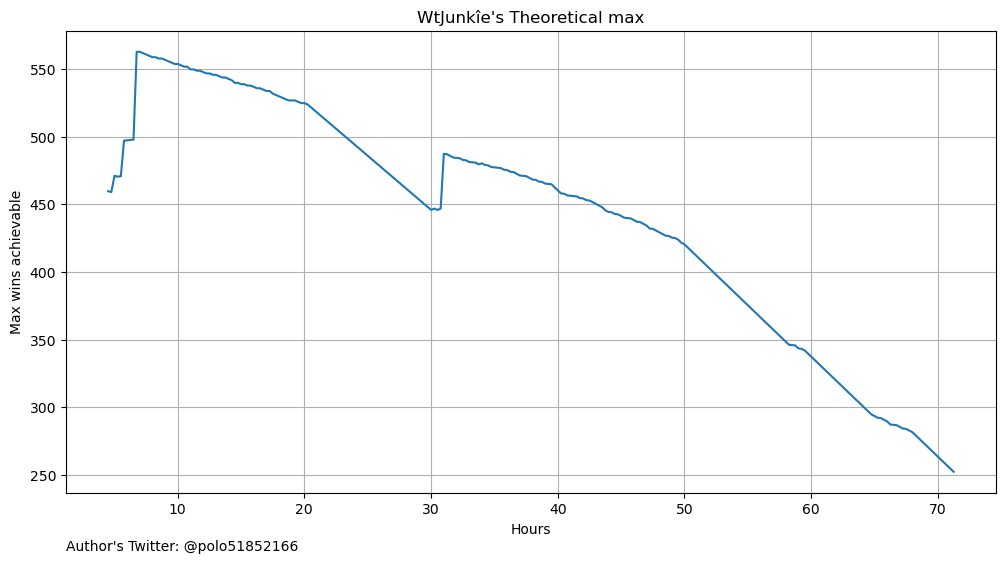 WtJunkîe's Theoretical max
550
500
450
400
350
300
250
Max wins achievable
10 20 30 40 50 60 70
Hours
Author's Twitter: @polo51852166